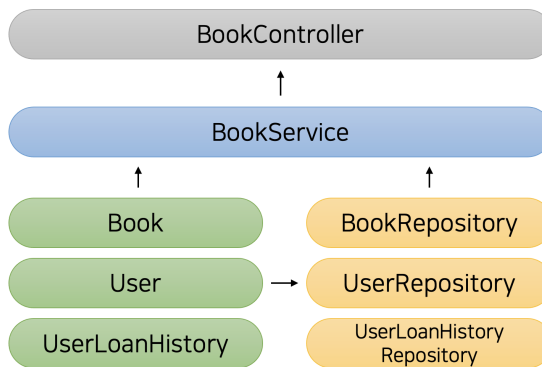 BookController
BookService
Book
BookRepository
User
UserRepository
UserLoanHistory
UserLoanHistory
Repository